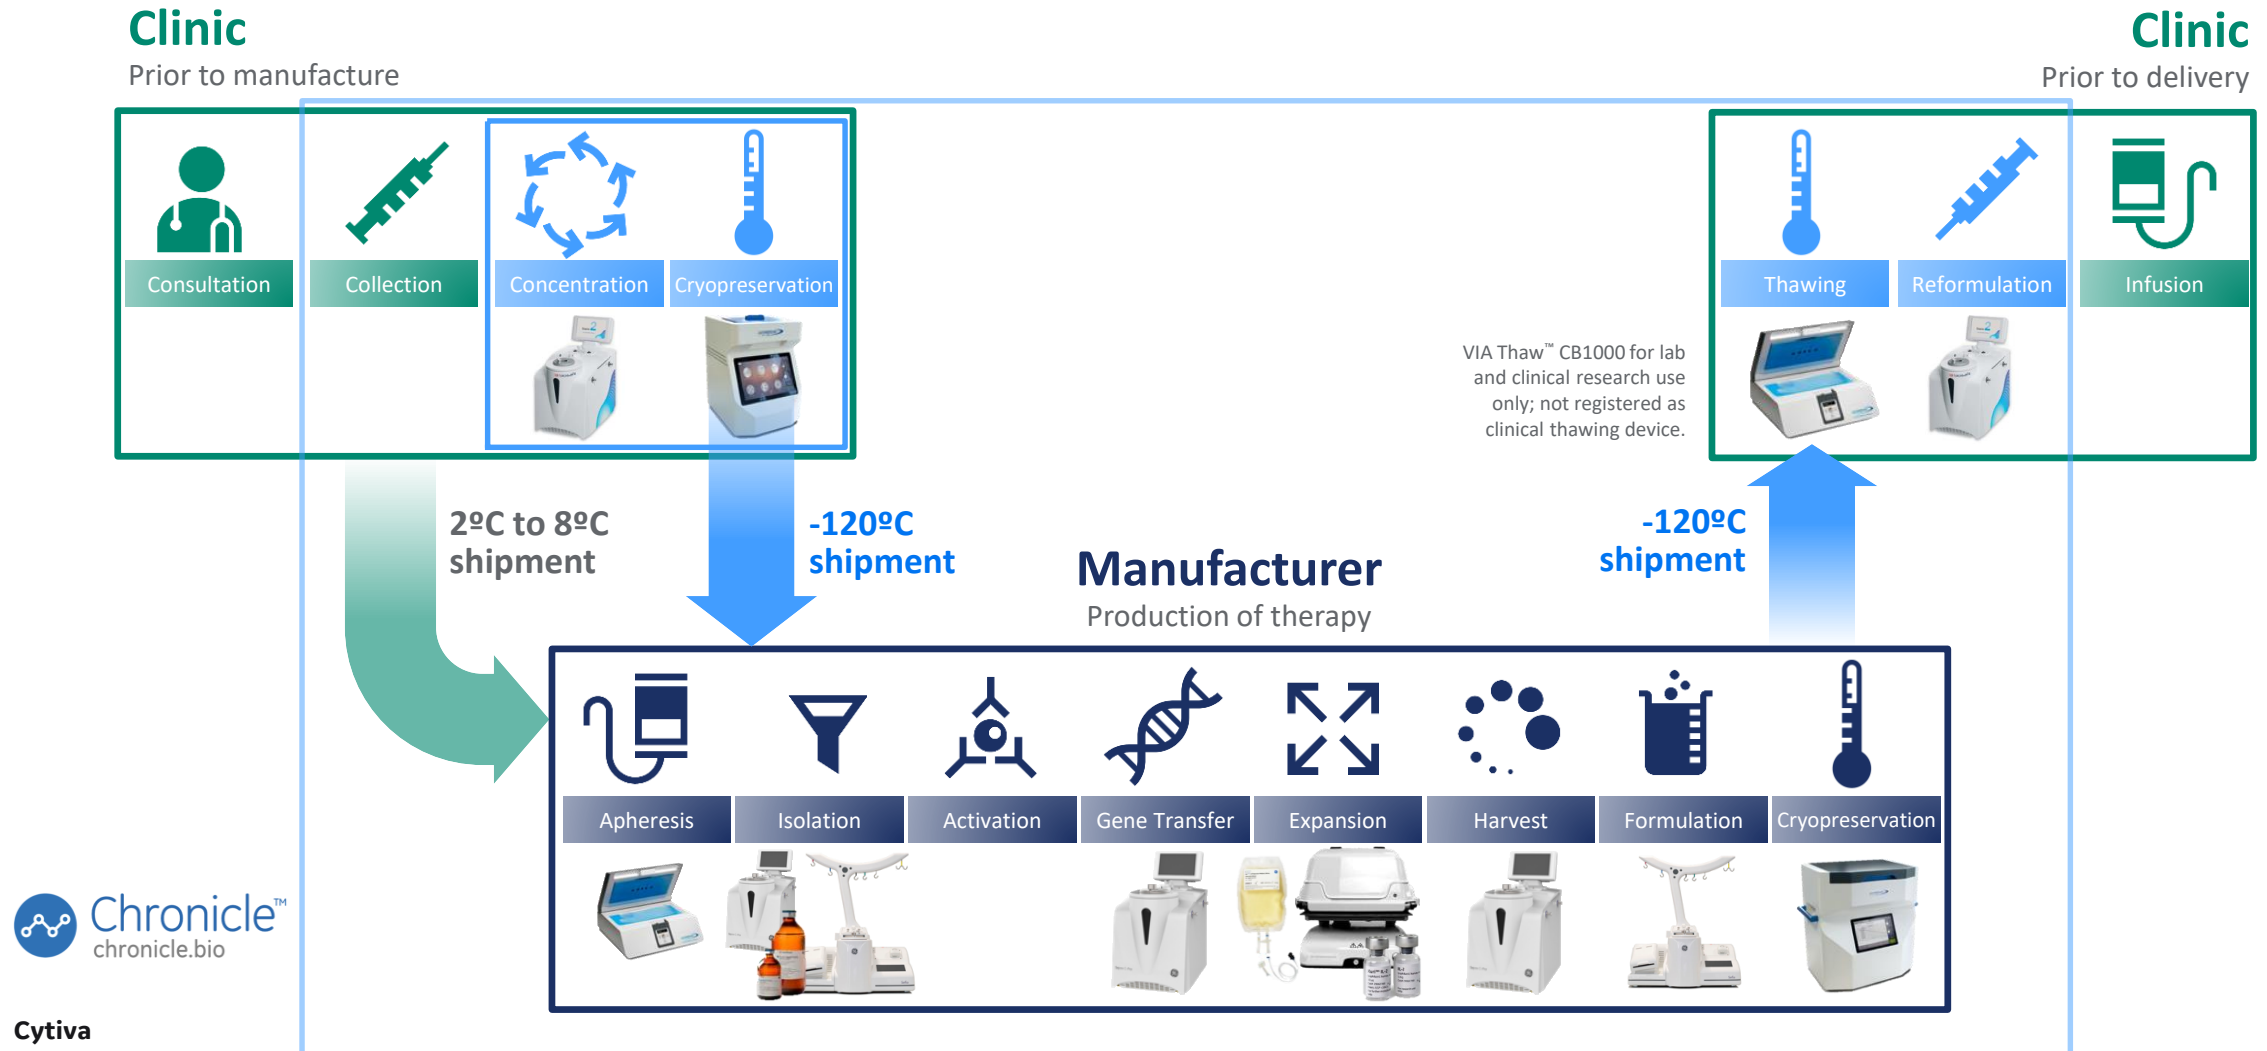 Clinic
Prior to manufacture
Clinic
Prior to delivery
Consultation
Collection
Concentration
Cryopreservation
Thawing
Reformulation
Infusion
VIA Thaw™ CB1000 for lab
and clinical research use
only; not registered as
clinical thawing device.
2ºC to 8ºC
shipment
-120ºC
shipment
-120ºC
shipment
Manufacturer
Production of therapy
Apheresis
Isolation
Activation
Gene Transfer
Expansion
Harvest
Formulation
Cryopreservation
Chronicle™
chronicle.bio
Cytiva